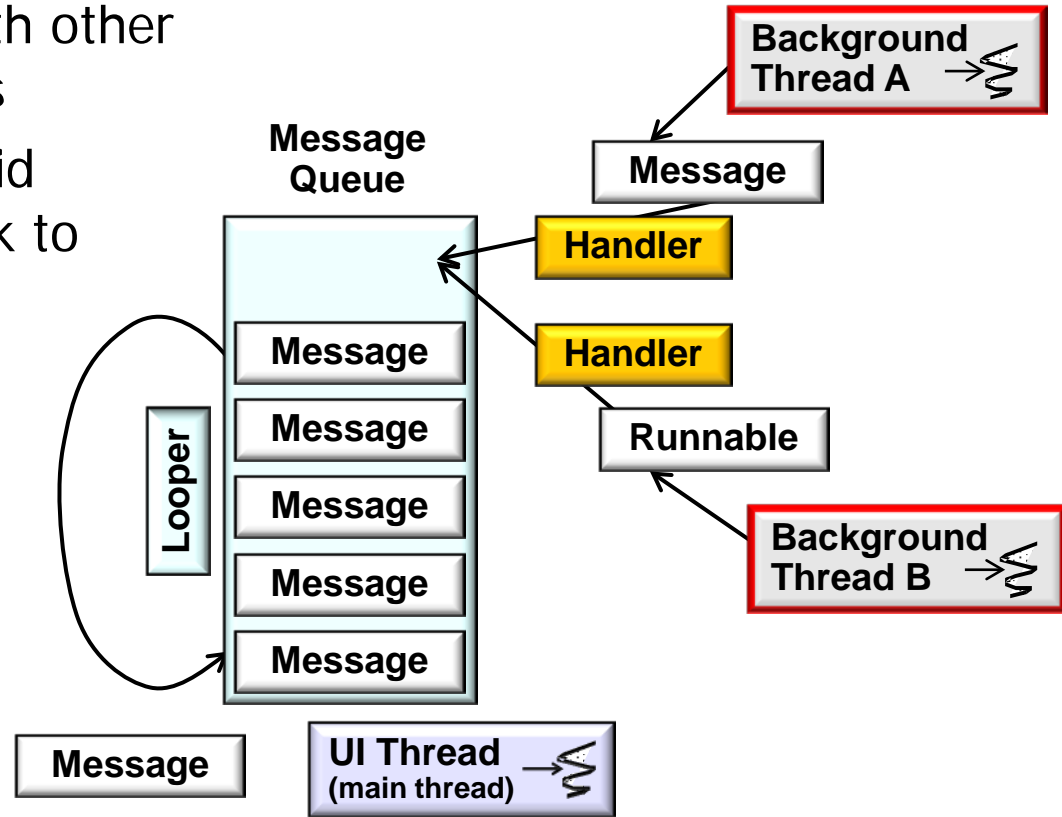 th other
s
id
k to
Message
Queue
Background
Thread A
Message
Handler
Handler
Runnable
Background
Thread B
Looper
Message
Message
Message
Message
Message
Message
UI Thread
(main thread)